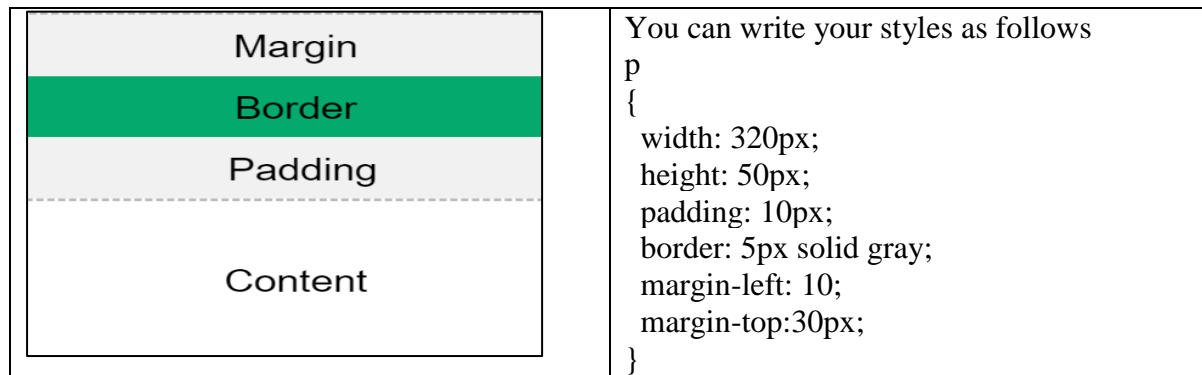 Margin
Border
Padding
Content
You can write your styles as follows
p
{
width: 320px;
height: 50px;
padding: 10px;
border: 5px solid gray;
margin-left: 10;
margin-top:30px;
}